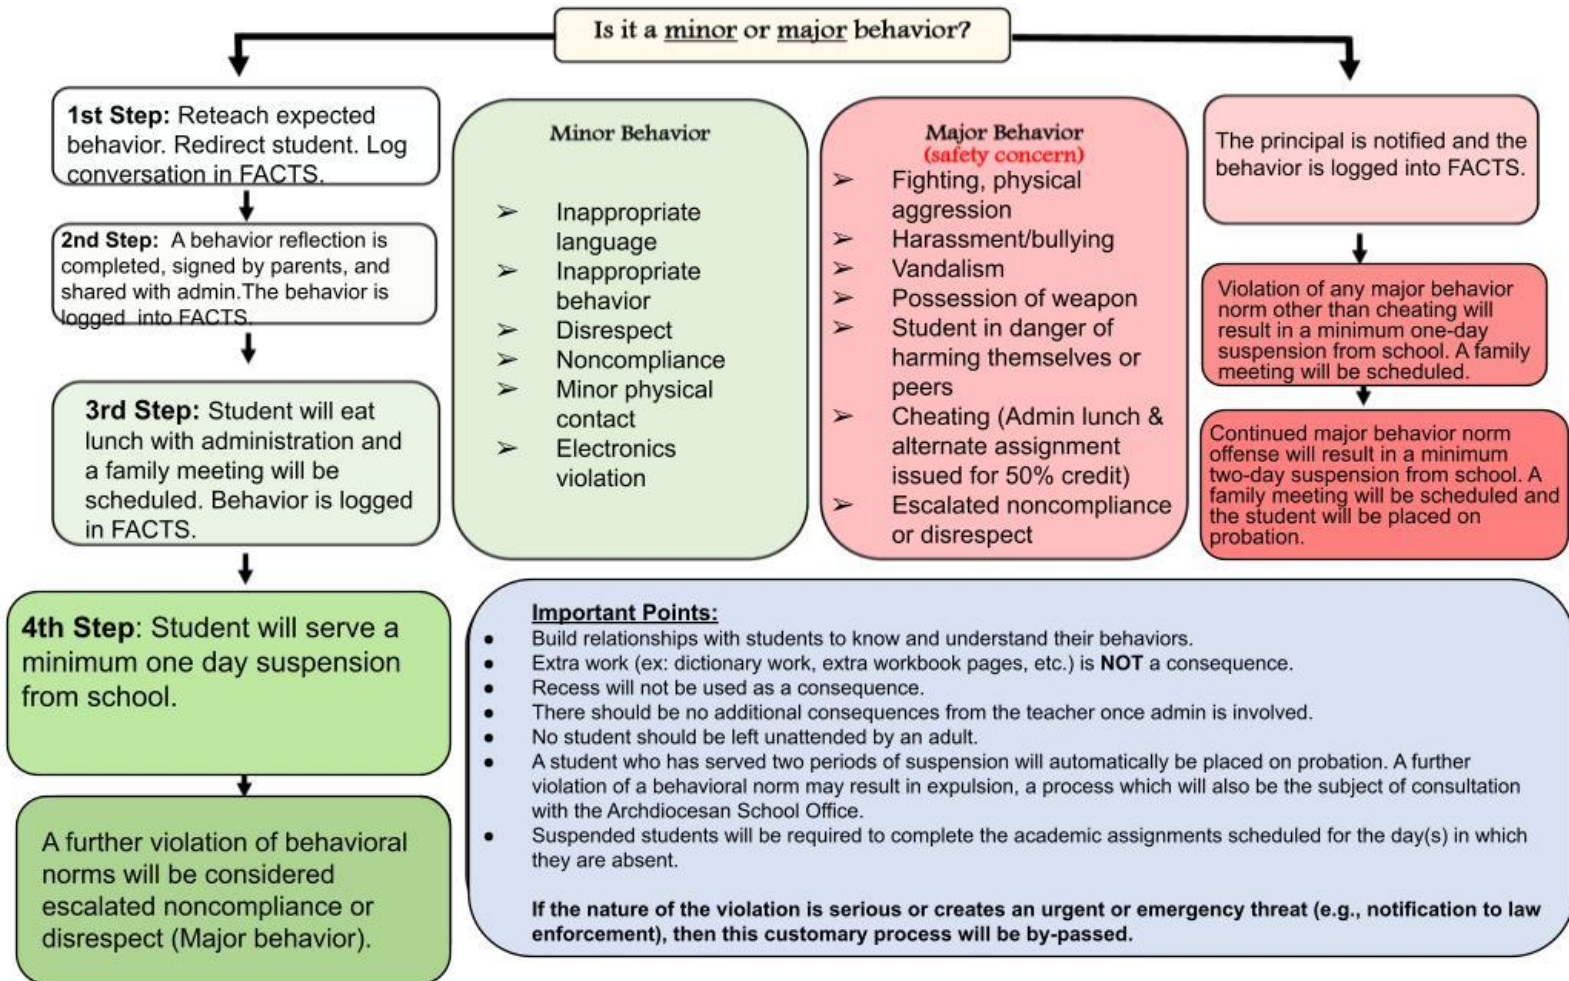 Is it a minor or major behavior?
1st Step: Reteach expected
behavior. Redirect student. Log
conversation in FACTS.
2nd Step:  A behavior reflection is
completed, signed by parents, and
shared with admin.The behavior is
logged  into FACTS.
3rd Step: Student will eat
lunch with administration and
a family meeting will be
scheduled. Behavior is logged
in FACTS.
4th Step: Student will serve a
minimum one day suspension
from school.
A further violation of behavioral
norms will be considered
escalated noncompliance or
disrespect (Major behavior).
Minor Behavior
➢ Inappropriate
language
➢ Inappropriate
behavior
➢ Disrespect
➢ Noncompliance
➢ Minor physical
contact
➢ Electronics
violation
Major Behavior
(safety concern)
➢ Fighting, physical
aggression
➢ Harassment/bullying
➢ Vandalism
➢ Possession of weapon
➢ Student in danger of
harming themselves or
peers
➢ Cheating (Admin lunch &
alternate assignment
issued for 50% credit)
➢ Escalated noncompliance
or disrespect
The principal is notified and the
behavior is logged into FACTS.
Violation of any major behavior
norm other than cheating will
result in a minimum one-day
suspension from school. A family
meeting will be scheduled.
Continued major behavior norm
offense will result in a minimum
two-day suspension from school. A
family meeting will be scheduled and
the student will be placed on
probation.
Important Points:
● Build relationships with students to know and understand their behaviors.
● Extra work (ex: dictionary work, extra workbook pages, etc.) is NOT a consequence.
● Recess will not be used as a consequence.
● There should be no additional consequences from the teacher once admin is involved.
● No student should be left unattended by an adult.
● A student who has served two periods of suspension will automatically be placed on probation. A further
violation of a behavioral norm may result in expulsion, a process which will also be the subject of consultation
with the Archdiocesan School Office.
● Suspended students will be required to complete the academic assignments scheduled for the day(s) in which
they are absent.
If the nature of the violation is serious or creates an urgent or emergency threat (e.g., notification to law
enforcement), then this customary process will be by-passed.